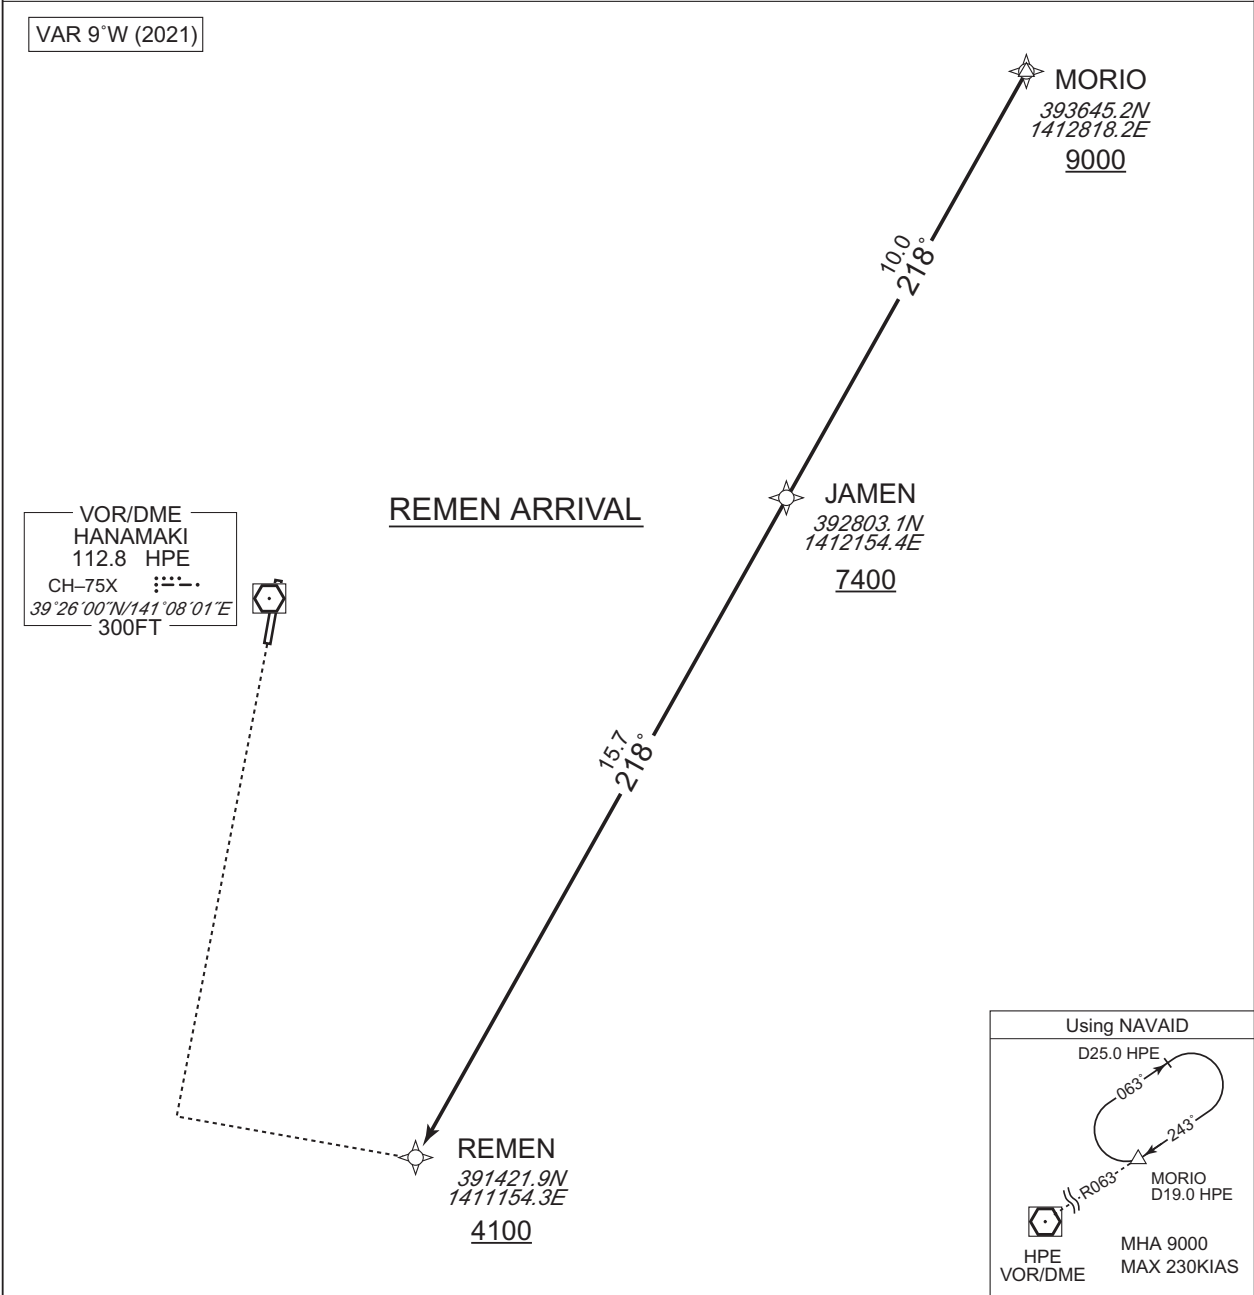 VAR 9°W (2021)
MORIO
393645.2N
1412818.2E
9000
10.0
218°
REMEN ARRIVAL
JAMEN
392803.1N
1412154.4E
7400
VOR/DME
HANAMAKI
112.8 HPE
CH–75X
39°26′00″N/141°08′01″E
300FT
15.7
218°
REMEN
391421.9N
1411154.3E
4100
Using NAVAID
D25.0 HPE
063°
243°
R063
MORIO
D19.0 HPE
HPE
VOR/DME
MHA 9000
MAX 230KIAS